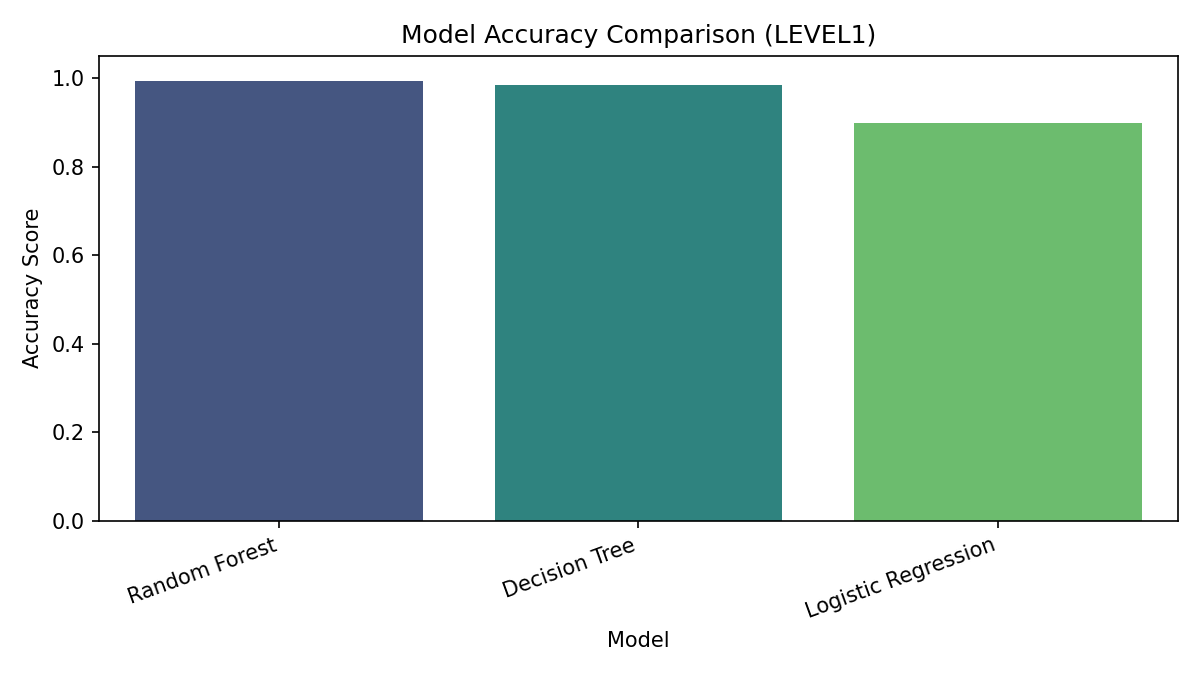 Model Accuracy Comparison (LEVEL1)
Accuracy Score
1.0
0.8
0.6
0.4
0.2
0.0
Random Forest
Decision Tree
Logistic Regression
Model